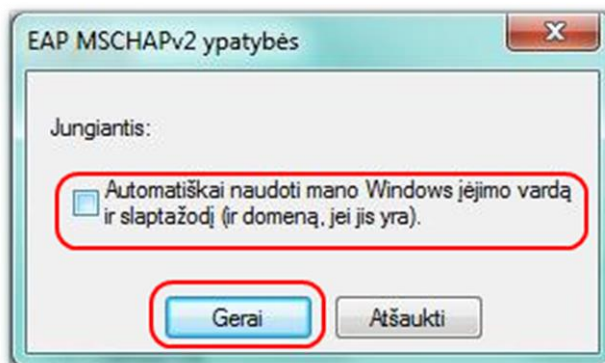 EAP MSCHAPv2 ypatybės
Jungiantis:
Automatiškai naudoti mano Windows įėjimo vardą
ir slaptažodį (ir domeną, jei jis yra).
Gerai
Atšaukti